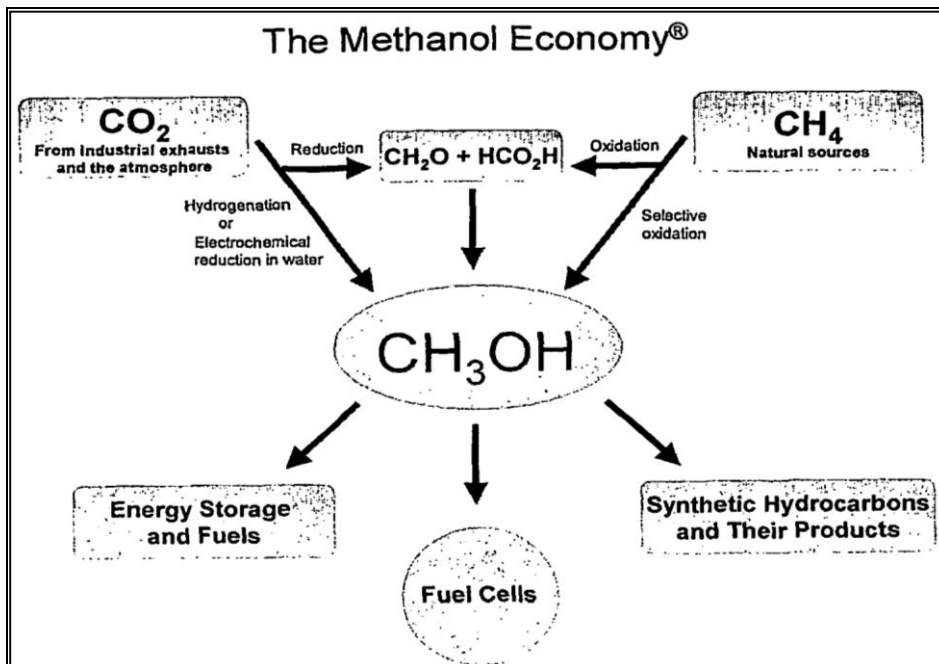 The Methanol Economy®
CO₂
From Industrial exhausts
and the atmosphere
Reduction
CH₂O + HCO₂H
Oxidation
CH₄
Natural sources
Hydrogenation
or
Electrochemical
reduction in water
Selective
oxidation
CH₃OH
Energy Storage
and Fuels
Fuel Cells
Synthetic Hydrocarbons
and Their Products